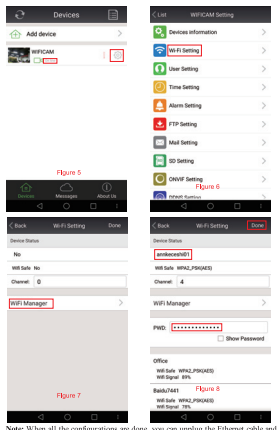 Devices
Add device
WIFICAM
Figure 5
Devices
Messages
About Us
List
WIFICAM Setting
Devices information
Wi-Fi Setting
User Setting
Time Setting
Alarm Setting
FTP Setting
Mail Setting
SD Setting
ONVIF Setting
Figure 6
Back
Wi-Fi Setting
Done
Device Status
No
Wifi Safe No
Channel: 0
WiFi Manager
Figure 7
Back
Wi-Fi Setting
Done
Device Status
annkeceshi01
Wifi Safe WPA2_PSK(AES)
Channel: 4
WiFi Manager
PWD:
Show Password
Office
Wifi Safe WPA2_PSK(AES)
Wifi Signal 89%
Baidu7441
Figure 8
Wifi Safe WPA2_PSK(AES)
Wifi Signal 78%
Note: When all the configurations are done, you can unplug the Ethernet cable and